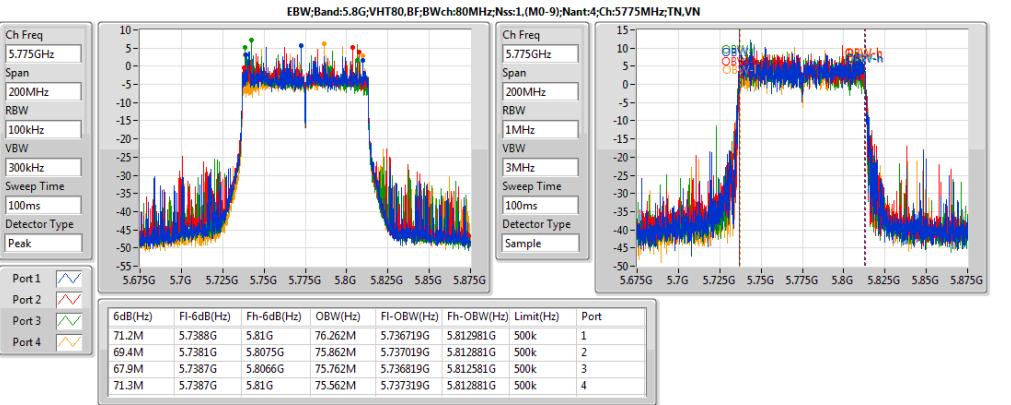 EBW;Band:5.8G;VHT80,BF;BWch:80MHz;Nss:1,(M0-9);Nant:4;Ch:5775MHz;TN,VN
Ch Freq
5.775GHz
Span
200MHz
RBW
100kHz
VBW
300kHz
Sweep Time
100ms
Detector Type
Peak
10
5
0
-5
-10
-15
-20
-25
-30
-35
-40
-45
-50
-55
5.675G 5.7G 5.725G 5.75G 5.775G 5.8G 5.825G 5.85G 5.875G
Ch Freq
5.775GHz
Span
200MHz
RBW
1MHz
VBW
3MHz
Sweep Time
100ms
Detector Type
Sample
15
10
5
0
-5
-10
-15
-20
-25
-30
-35
-40
-45
-50
5.675G 5.7G 5.725G 5.75G 5.775G 5.8G 5.825G 5.85G 5.875G
Port 1
Port 2
Port 3
Port 4
6dB(Hz) Fl-6dB(Hz) Fh-6dB(Hz) OBW(Hz) Fl-OBW(Hz) Fh-OBW(Hz) Limit(Hz) Port
71.2M 5.7388G 5.81G 76.262M 5.736719G 5.812981G 500k 1
69.4M 5.7381G 5.8075G 75.862M 5.737019G 5.812881G 500k 2
67.9M 5.7387G 5.8066G 75.762M 5.736819G 5.812581G 500k 3
71.3M 5.7387G 5.81G 75.562M 5.737319G 5.812881G 500k 4